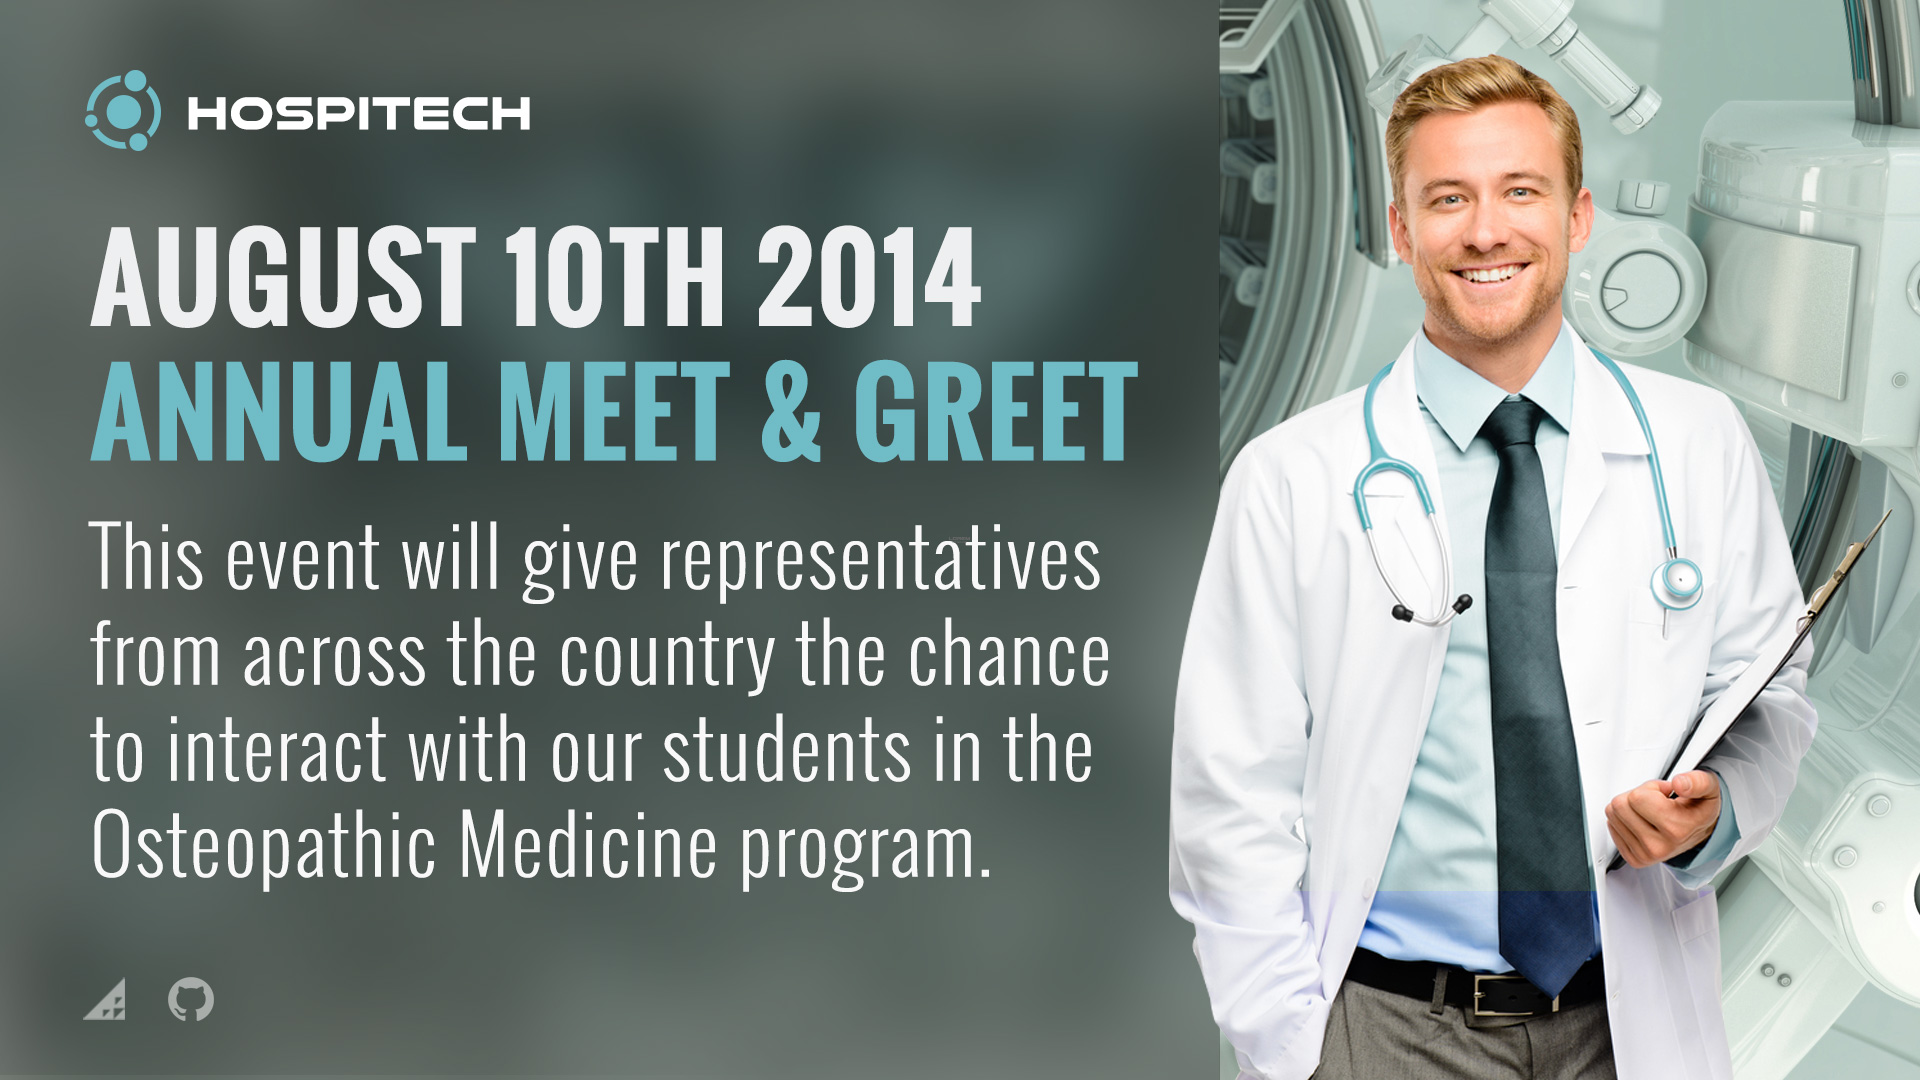 HOSPITECH
AUGUST 10TH 2014
ANNUAL MEET & GREET
This event will give representatives
from across the country the chance
to interact with our students in the
Osteopathic Medicine program.